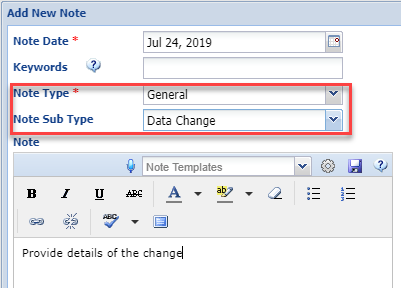 Add New Note
Note Date * Jul 24, 2019
Keywords ?
Note Type * General
Note Sub Type Data Change
Note
Note Templates ?
B I U ABC A ab
ABC
Provide details of the change